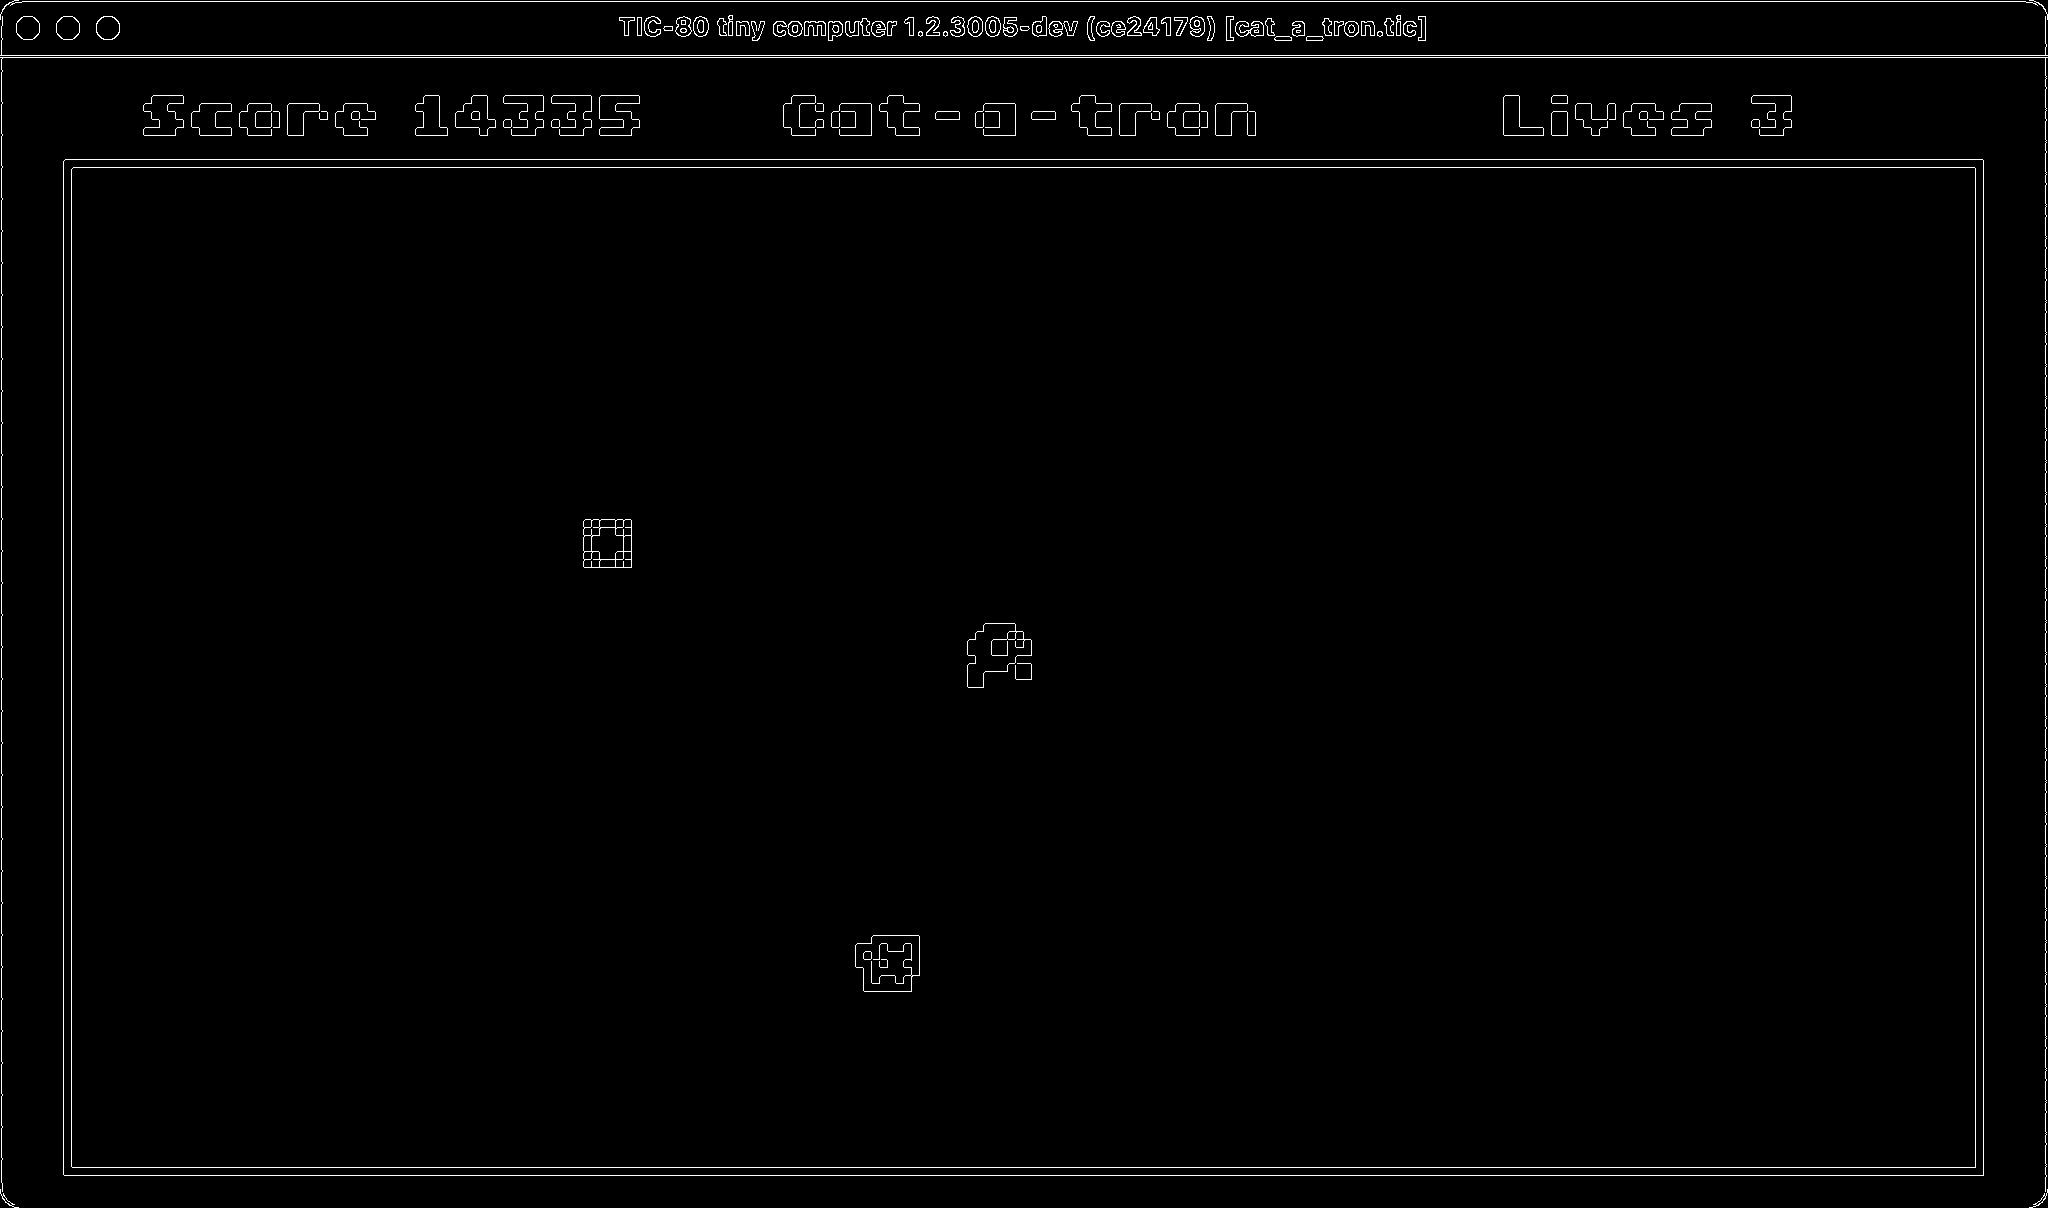 TIC-80 tiny computer 1.2.3005-dev (ce24179) [cat_a_tron.tic]
Score 14335 Cat-a-tron Lives 3